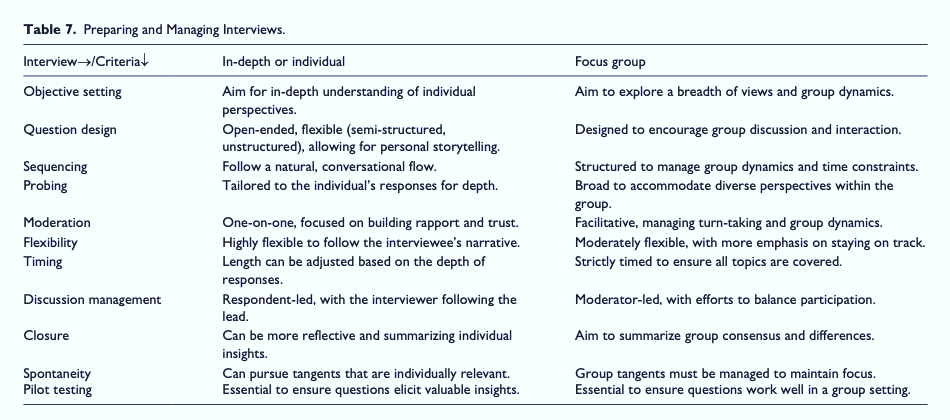 Table 7. Preparing and Managing Interviews.
Interview→/Criteria↓ In-depth or individual Focus group
Objective setting Aim for in-depth understanding of individual Aim to explore a breadth of views and group dynamics.
perspectives.
Question design Open-ended, flexible (semi-structured, Designed to encourage group discussion and interaction.
unstructured), allowing for personal storytelling.
Sequencing Follow a natural, conversational flow. Structured to manage group dynamics and time constraints.
Probing Tailored to the individual's responses for depth. Broad to accommodate diverse perspectives within the
group.
Moderation One-on-one, focused on building rapport and trust. Facilitative, managing turn-taking and group dynamics.
Flexibility Highly flexible to follow the interviewee's narrative. Moderately flexible, with more emphasis on staying on track.
Timing Length can be adjusted based on the depth of Strictly timed to ensure all topics are covered.
responses.
Discussion management Respondent-led, with the interviewer following the Moderator-led, with efforts to balance participation.
lead.
Closure Can be more reflective and summarizing individual Aim to summarize group consensus and differences.
insights.
Spontaneity Can pursue tangents that are individually relevant. Group tangents must be managed to maintain focus.
Pilot testing Essential to ensure questions elicit valuable insights. Essential to ensure questions work well in a group setting.